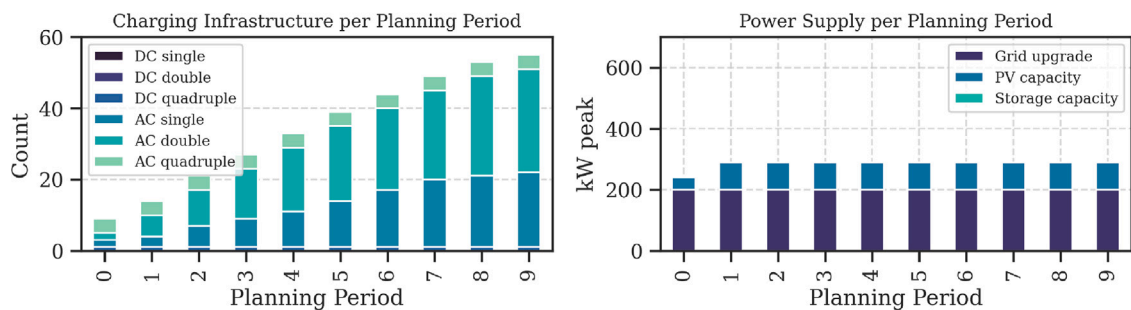 Charging Infrastructure per Planning Period
60
40
20
0
Count
DC single
DC double
DC quadruple
AC single
AC double
AC quadruple
0 1 2 3 4 5 6 7 8 9
Planning Period
Power Supply per Planning Period
600
400
200
0
kW peak
Grid upgrade
PV capacity
Storage capacity
0 1 2 3 4 5 6 7 8 9
Planning Period